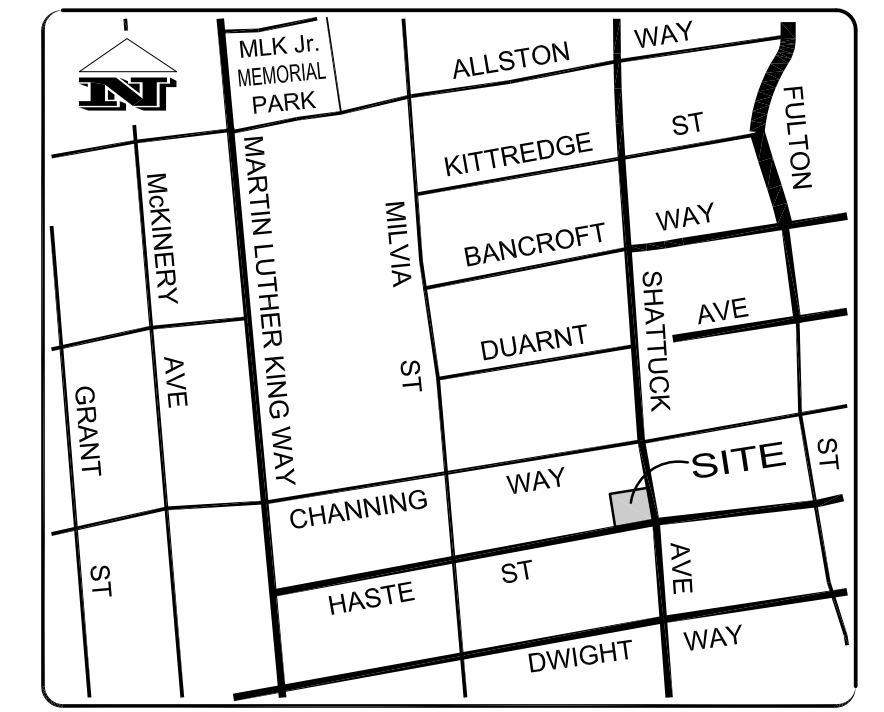 MLK Jr.
MEMORIAL
PARK
ALLSTON WAY
KITTREDGE ST
FULTON ST
McKINERY AVE
MARTIN LUTHER KING WAY
MILVIA ST
BANCROFT WAY
SHATTUCK AVE
DUARNT AVE
GRANT ST
CHANNING WAY
SITE
HASTE ST
DWIGHT WAY
N